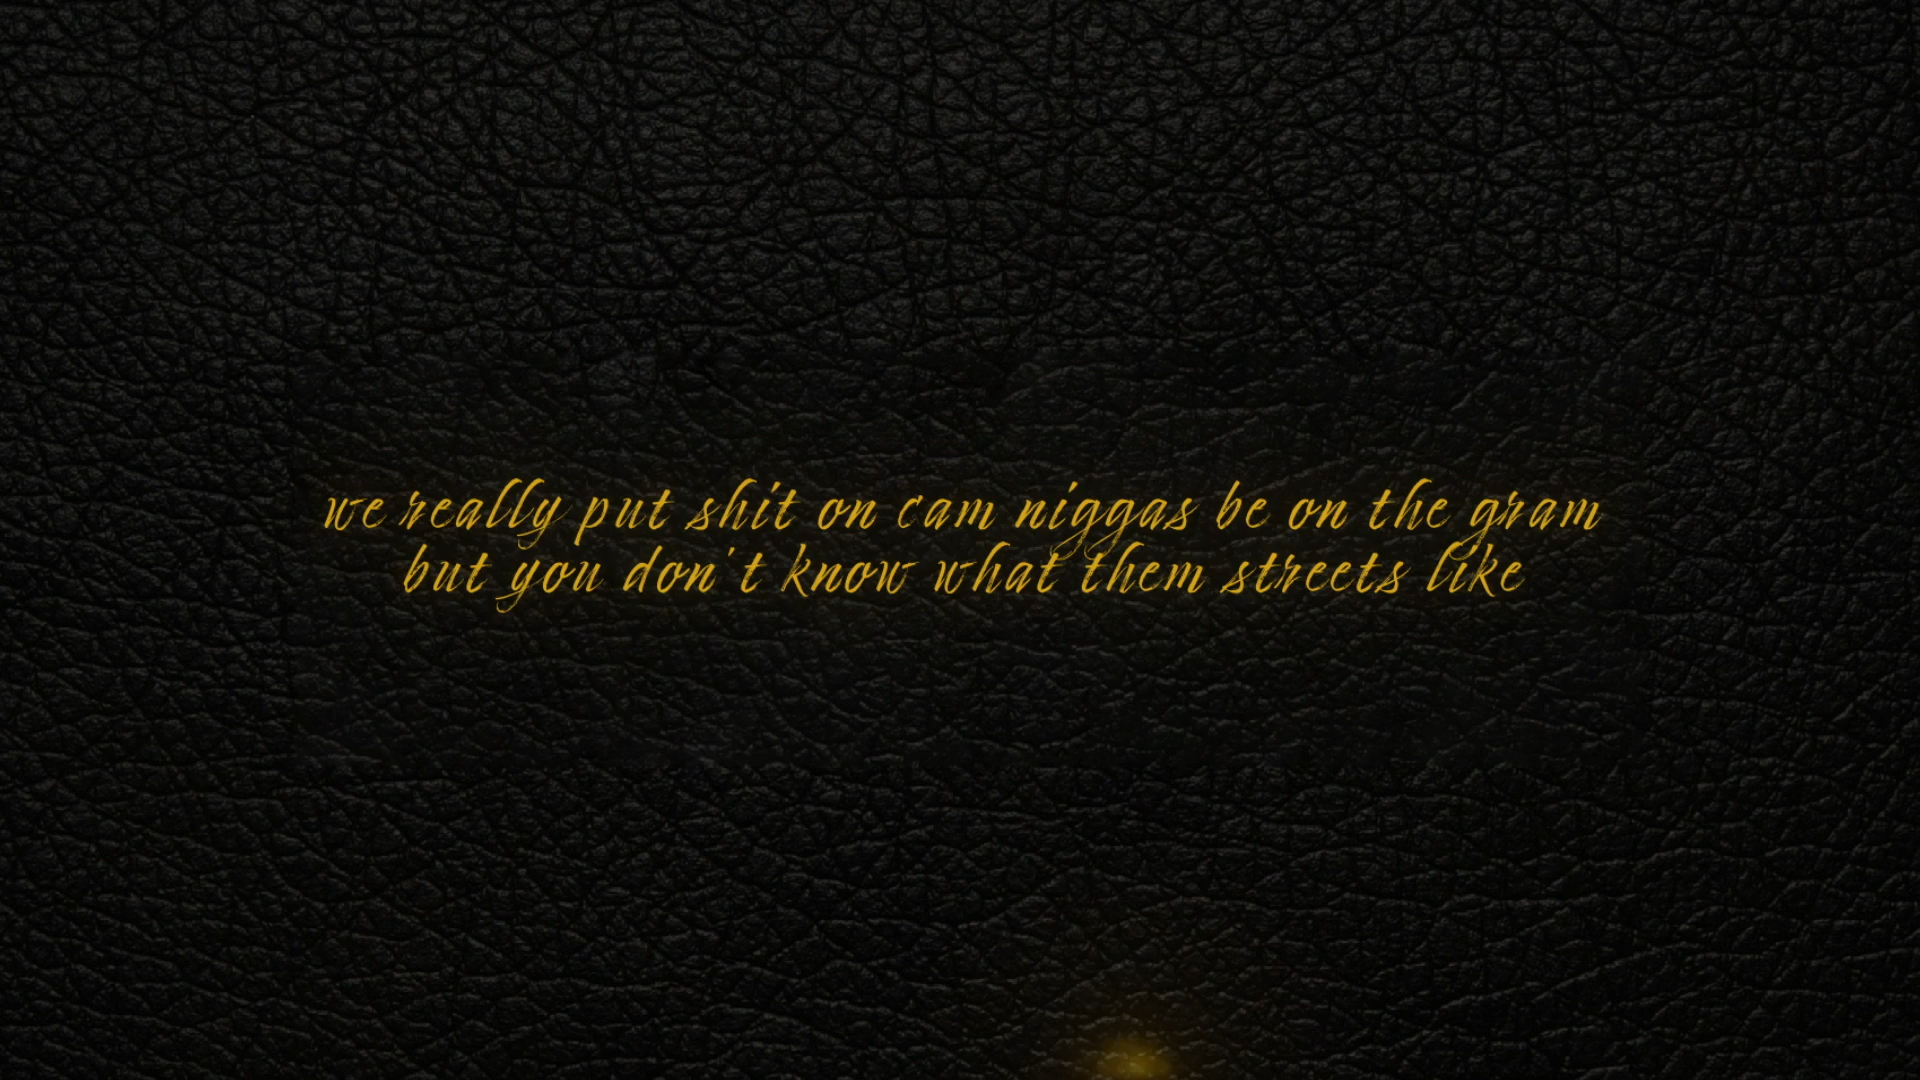 we really put shit on cam niggas be on the gram
but you don't know what them streets like